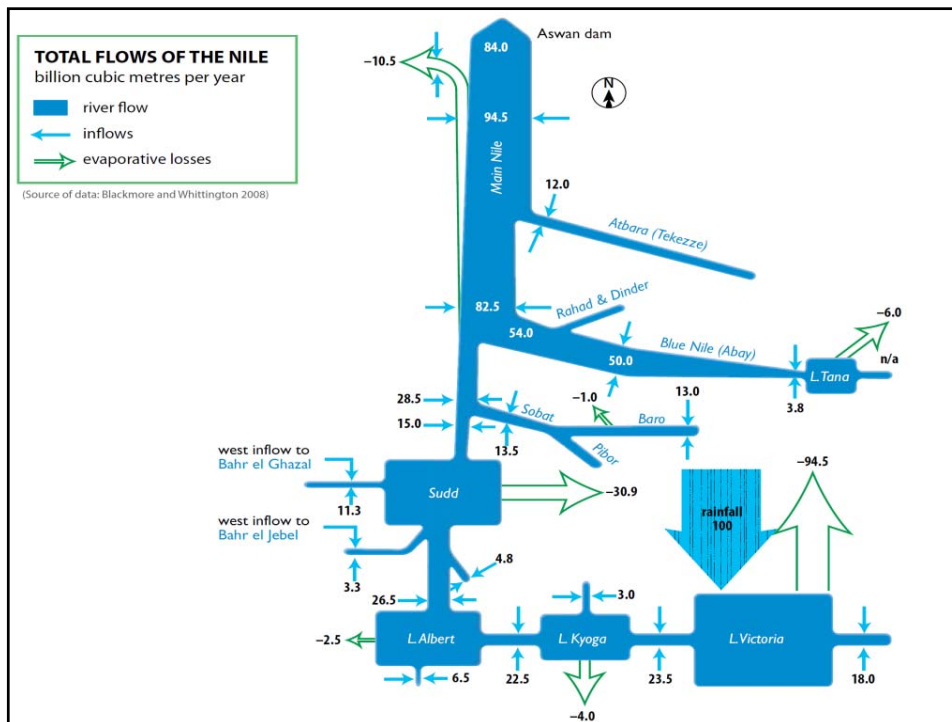 TOTAL FLOWS OF THE NILE
billion cubic metres per year
river flow
inflows
evaporative losses
(Source of data: Blackmore and Whittington 2008)
Aswan dam
84.0
−10.5
N
94.5
Main Nile
12.0
Atbara (Tekezze)
Rahad & Dinder
82.5
54.0
Blue Nile (Abay)
50.0
−6.0
n/a
L.Tana
3.8
13.0
−1.0
28.5
15.0
Sobat
Baro
13.5
Pibor
west inflow to
Bahr el Ghazal
11.3
Sudd
−30.9
−94.5
rainfall
100
west inflow to
Bahr el Jebel
3.3
4.8
26.5
3.0
−2.5
L.Albert
L.Kyoga
L.Victoria
6.5
22.5
−4.0
23.5
18.0